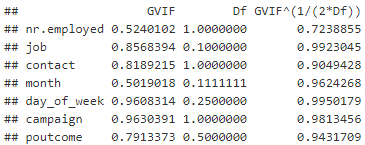 ## GVIF Df GVIF^(1/(2*Df))
## nr.employed 0.5240102 1.0000000 0.7238855
## job 0.8568394 0.1000000 0.9923045
## contact 0.8189215 1.0000000 0.9049428
## month 0.5019018 0.1111111 0.9624268
## day_of_week 0.9608314 0.2500000 0.9950179
## campaign 0.9630391 1.0000000 0.9813456
## poutcome 0.7913373 0.5000000 0.9431709